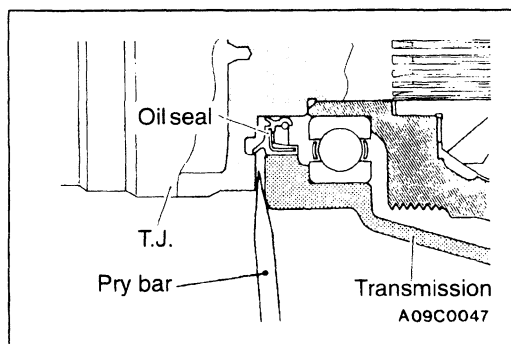 Oil seal
T.J.
Pry bar
Transmission
A09C0047